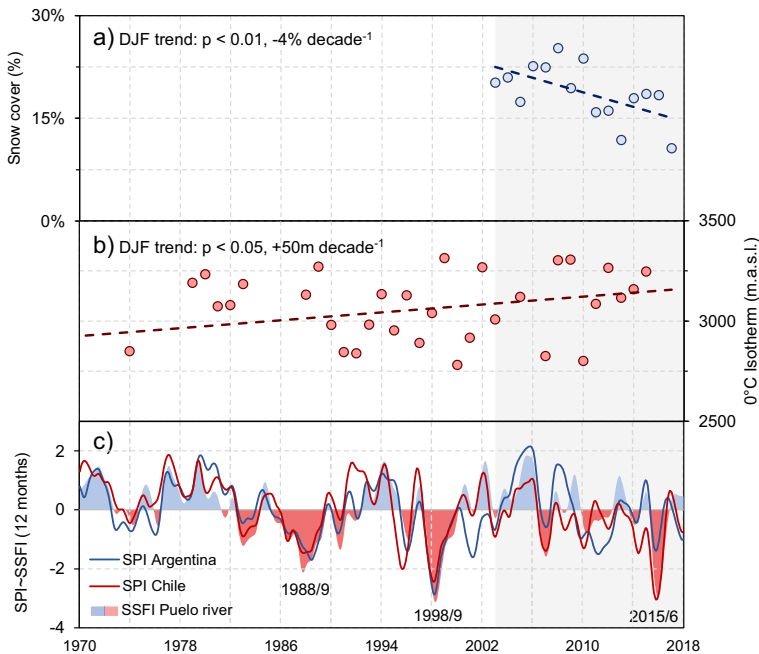 30%
a) DJF trend: p < 0.01, -4% decade⁻¹
Snow cover (%)
15%
0%
3500
b) DJF trend: p < 0.05, +50m decade⁻¹
0°C Isotherm (m.a.s.l.)
3000
2500
c)
2
0
SPI~SSFI (12 months)
SPI Argentina
-2
SPI Chile
1988/9
SSFI Puelo river
1998/9
2015/6
-4
1970
1978
1986
1994
2002
2010
2018